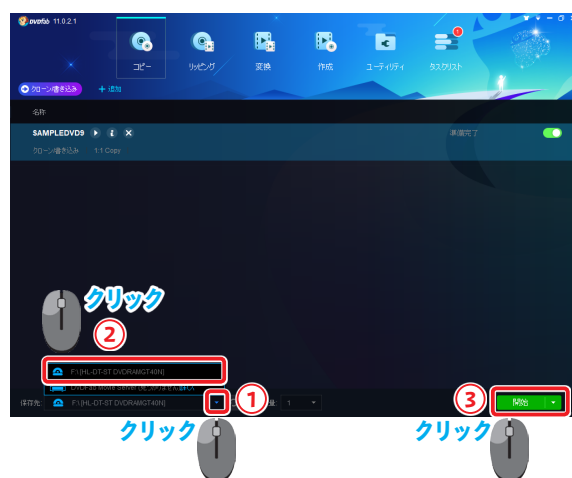 DVDFab 11.0.2.1
コピー
リッピング
変換
作成
ユーティリティ
タスクリスト
クローン/書き込み + 追加
名称
SAMPLEDVD9
準備完了
クローン/書き込み 1:1 Copy
クリック
②
F:\[HL-DT-ST DVDRAMGT40N]
DVDFab Movie Server
保存先: F:\[HL-DT-ST DVDRAMGT40N]
①
1
③
開始
クリック
クリック